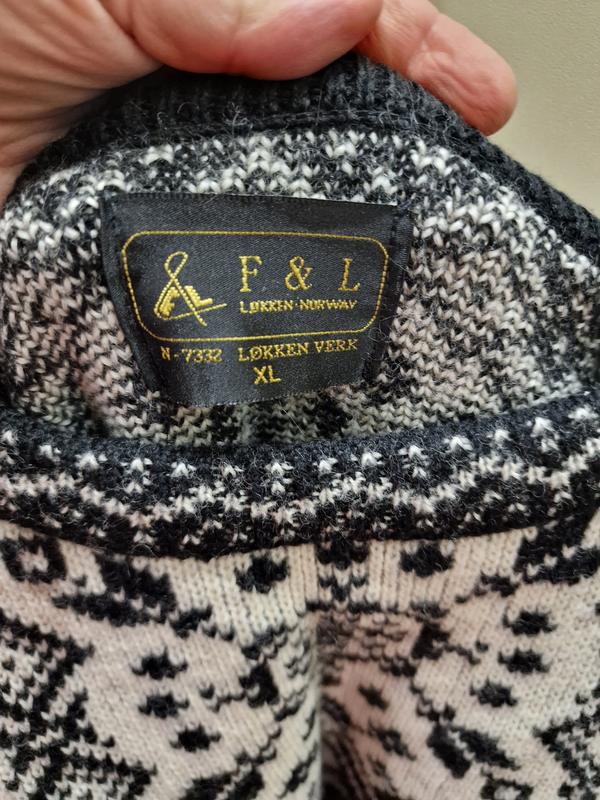 F & L
F&L
LØKKEN·NORWAY
N-7332 LØKKEN VERK
XL